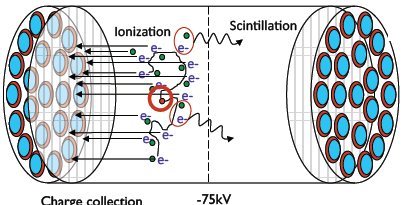 Ionization
Scintillation
e-
e-
e-
e-
e-
e-
e-
e-
e-
e-
e-
Charge collection
-75kV